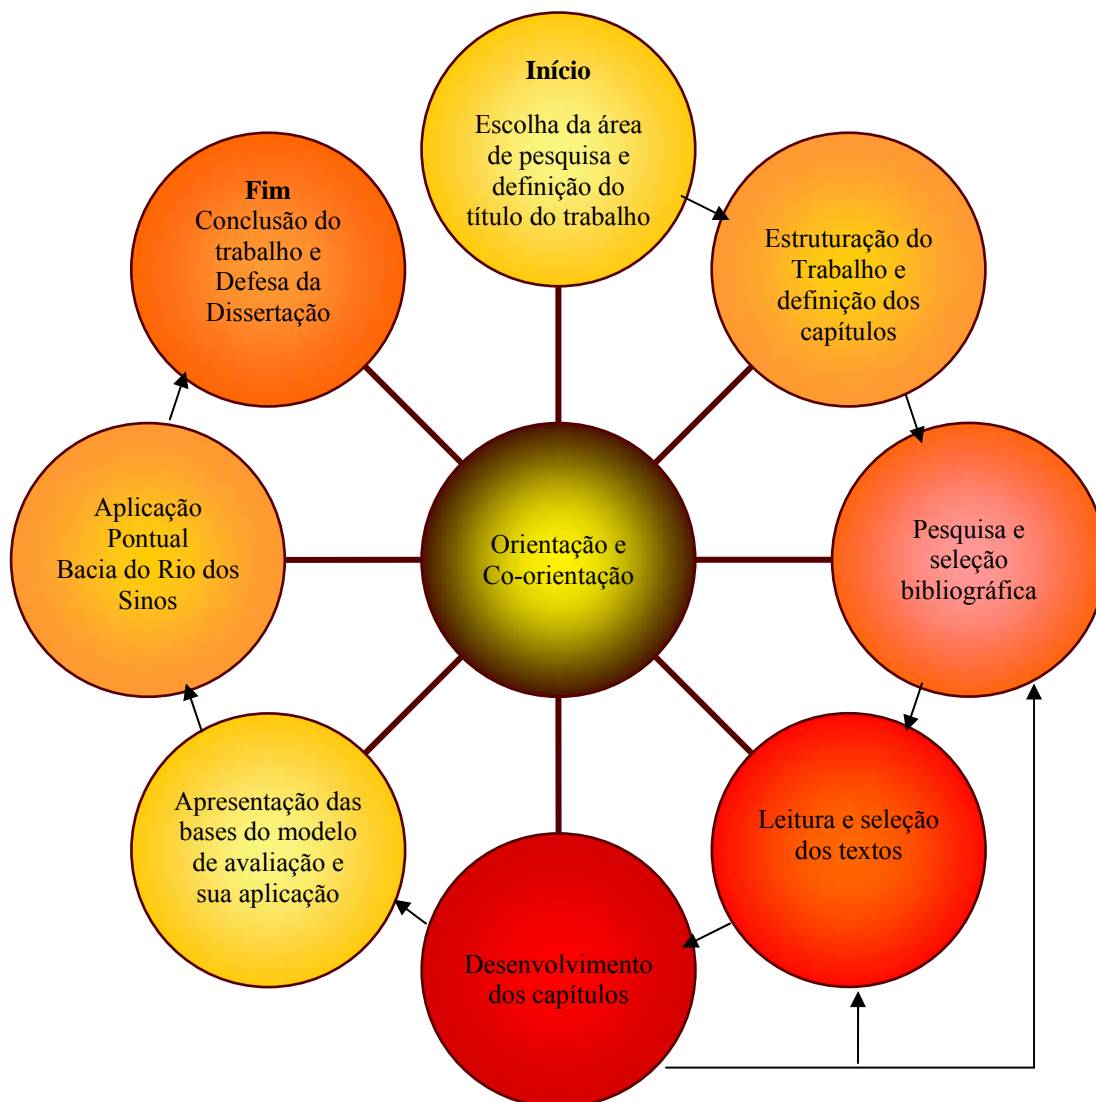 Início
Escolha da área
de pesquisa e
definição do
título do trabalho
Estruturação do
Trabalho e
definição dos
capítulos
Pesquisa e
seleção
bibliográfica
Leitura e seleção
dos textos
Desenvolvimento
dos capítulos
Apresentação das
bases do modelo
de avaliação e
sua aplicação
Aplicação
Pontual
Bacia do Rio dos
Sinos
Fim
Conclusão do
trabalho e
Defesa da
Dissertação
Orientação e
Co-orientação